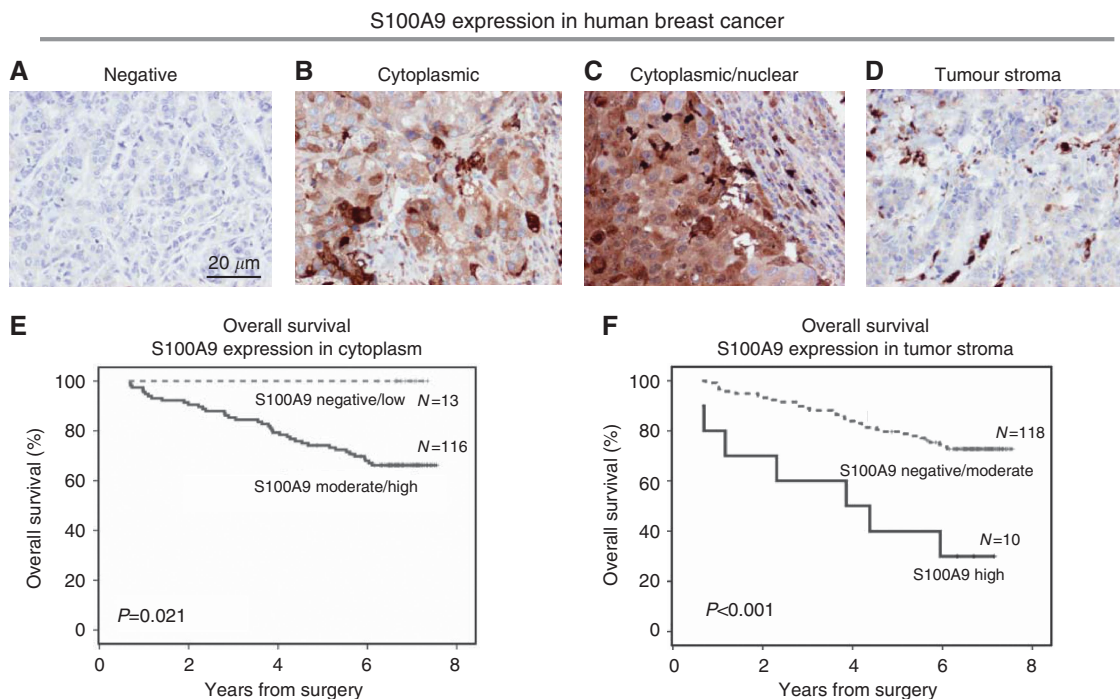 S100A9 expression in human breast cancer
A Negative
B Cytoplasmic
C Cytoplasmic/nuclear
D Tumour stroma
20 μm
E Overall survival
S100A9 expression in cytoplasm
100
80
60
40
20
0
Overall survival (%)
S100A9 negative/low N=13
N=116
S100A9 moderate/high
P=0.021
0 2 4 6 8
Years from surgery
F Overall survival
S100A9 expression in tumor stroma
100
80
60
40
20
0
Overall survival (%)
N=118
S100A9 negative/moderate
N=10
S100A9 high
P<0.001
0 2 4 6 8
Years from surgery